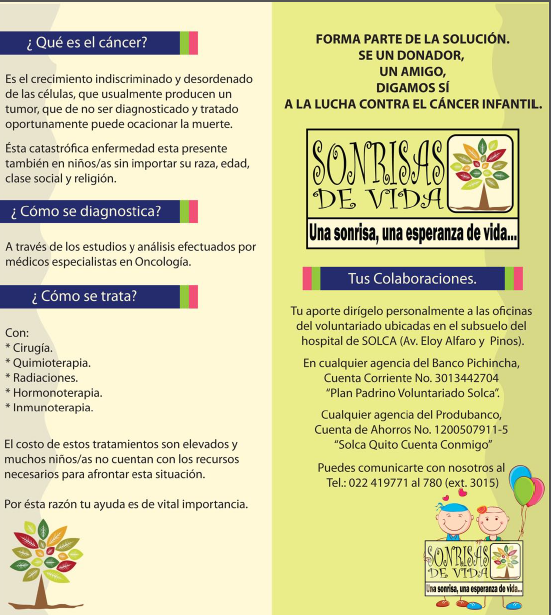 ¿ Qué es el cáncer?
Es el crecimiento indiscriminado y desordenado
de las células, que usualmente producen un
tumor, que de no ser diagnosticado y tratado
oportunamente puede ocacionar la muerte.
Ésta catastrófica enfermedad esta presente
también en niños/as sin importar su raza, edad,
clase social y religión.
¿ Cómo se diagnostica?
A través de los estudios y análisis efectuados por
médicos especialistas en Oncología.
¿ Cómo se trata?
Con:
* Cirugía.
* Quimioterapia.
* Radiaciones.
* Hormonoterapia.
* Inmunoterapia.
El costo de estos tratamientos son elevados y
muchos niños/as no cuentan con los recursos
necesarios para afrontar esta situación.
Por ésta razón tu ayuda es de vital importancia.
FORMA PARTE DE LA SOLUCIÓN.
SE UN DONADOR,
UN AMIGO,
DIGAMOS SÍ
A LA LUCHA CONTRA EL CÁNCER INFANTIL.
SONRISAS
DE VIDA
Una sonrisa, una esperanza de vida...
Tus Colaboraciones.
Tu aporte dirígelo personalmente a las oficinas
del voluntariado ubicadas en el subsuelo del
hospital de SOLCA (Av. Eloy Alfaro y Pinos).
En cualquier agencia del Banco Pichincha,
Cuenta Corriente No. 3013442704
“Plan Padrino Voluntariado Solca”.
Cualquier agencia del Produbanco,
Cuenta de Ahorros No. 1200507911-5
“Solca Quito Cuenta Conmigo”
Puedes comunicarte con nosotros al
Tel.: 022 419771 al 780 (ext. 3015)
SONRISAS
DE VIDA
Una sonrisa, una esperanza de vida...